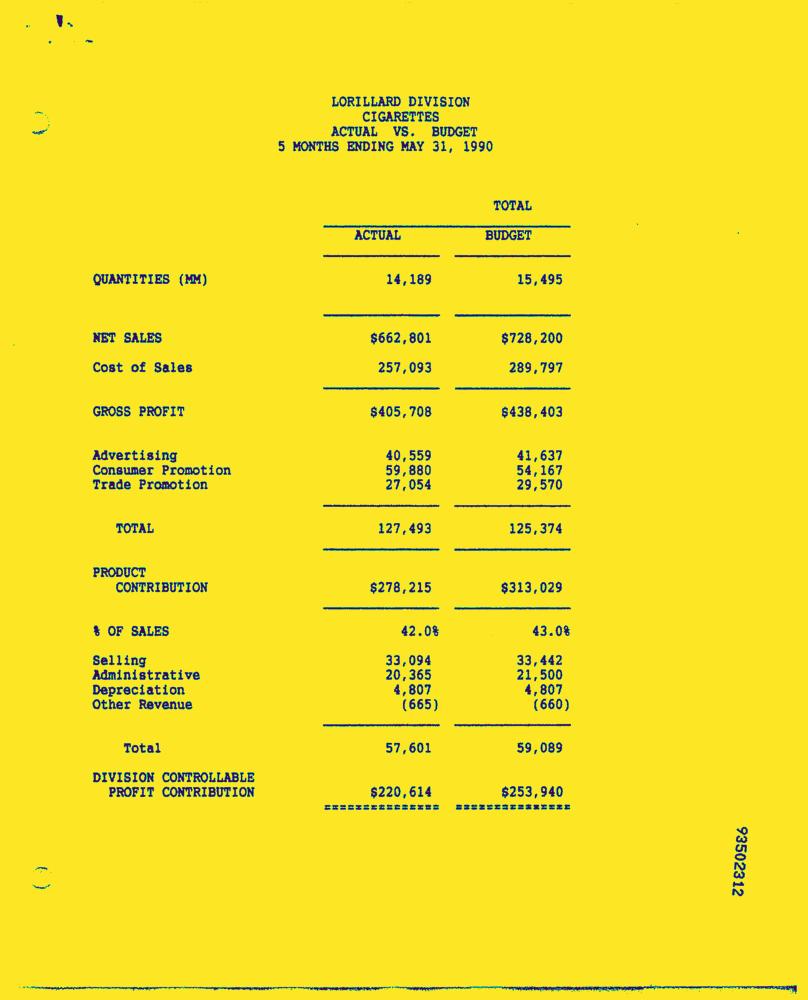 LORILLARD DIVISION
CIGARETTES
ACTUAL VS. BUDGET
5 MONTHS ENDING MAY 31, 1990
TOTAL
ACTUAL BUDGET
QUANTITIES (MM) 14,189 15,495
NET SALES $662,801 $728,200
Cost of Sales 257,093 289,797
GROSS PROFIT $405,708 $438,403
Advertising 40,559 41,637
Consumer Promotion 59,880 54,167
Trade Promotion 27,054 29,570
TOTAL 127,493 125,374
PRODUCT
CONTRIBUTION $278,215 $313,029
% OF SALES 42.0% 43.0%
Selling 33,094 33,442
Administrative 20,365 21,500
Depreciation 4,807 4,807
Other Revenue (665) (660)
Total 57,601 59,089
DIVISION CONTROLLABLE
PROFIT CONTRIBUTION $220,614 $253,940
93502312